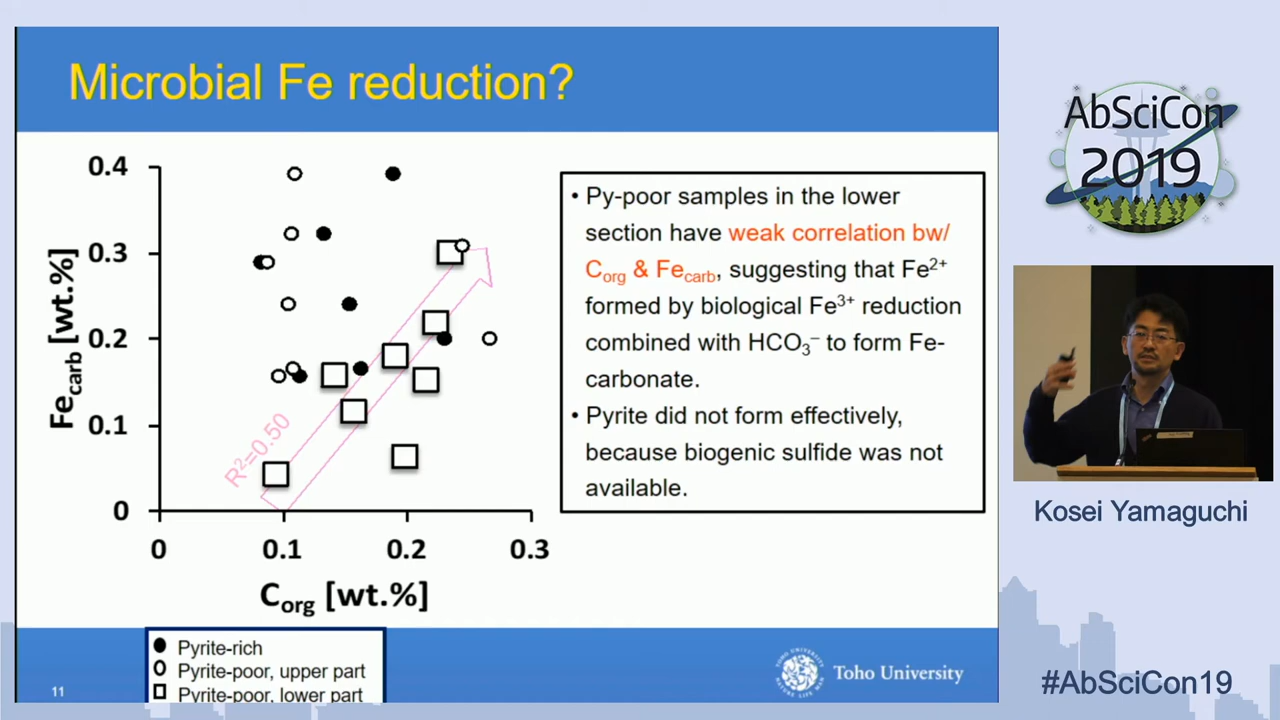 Microbial Fe reduction?
0.4
0.3
0.2
0.1
0
0
0.1
0.2
0.3
Fecarb [wt.%]
Corg [wt.%]
R²=0.50
• Py-poor samples in the lower
section have weak correlation bw/
Corg & Fecarb, suggesting that Fe²⁺
formed by biological Fe³⁺ reduction
combined with HCO₃⁻ to form Fe-
carbonate.
• Pyrite did not form effectively,
because biogenic sulfide was not
available.
Pyrite-rich
Pyrite-poor, upper part
Pyrite-poor, lower part
11
Toho University
AbSciCon
2019
Kosei Yamaguchi
#AbSciCon19